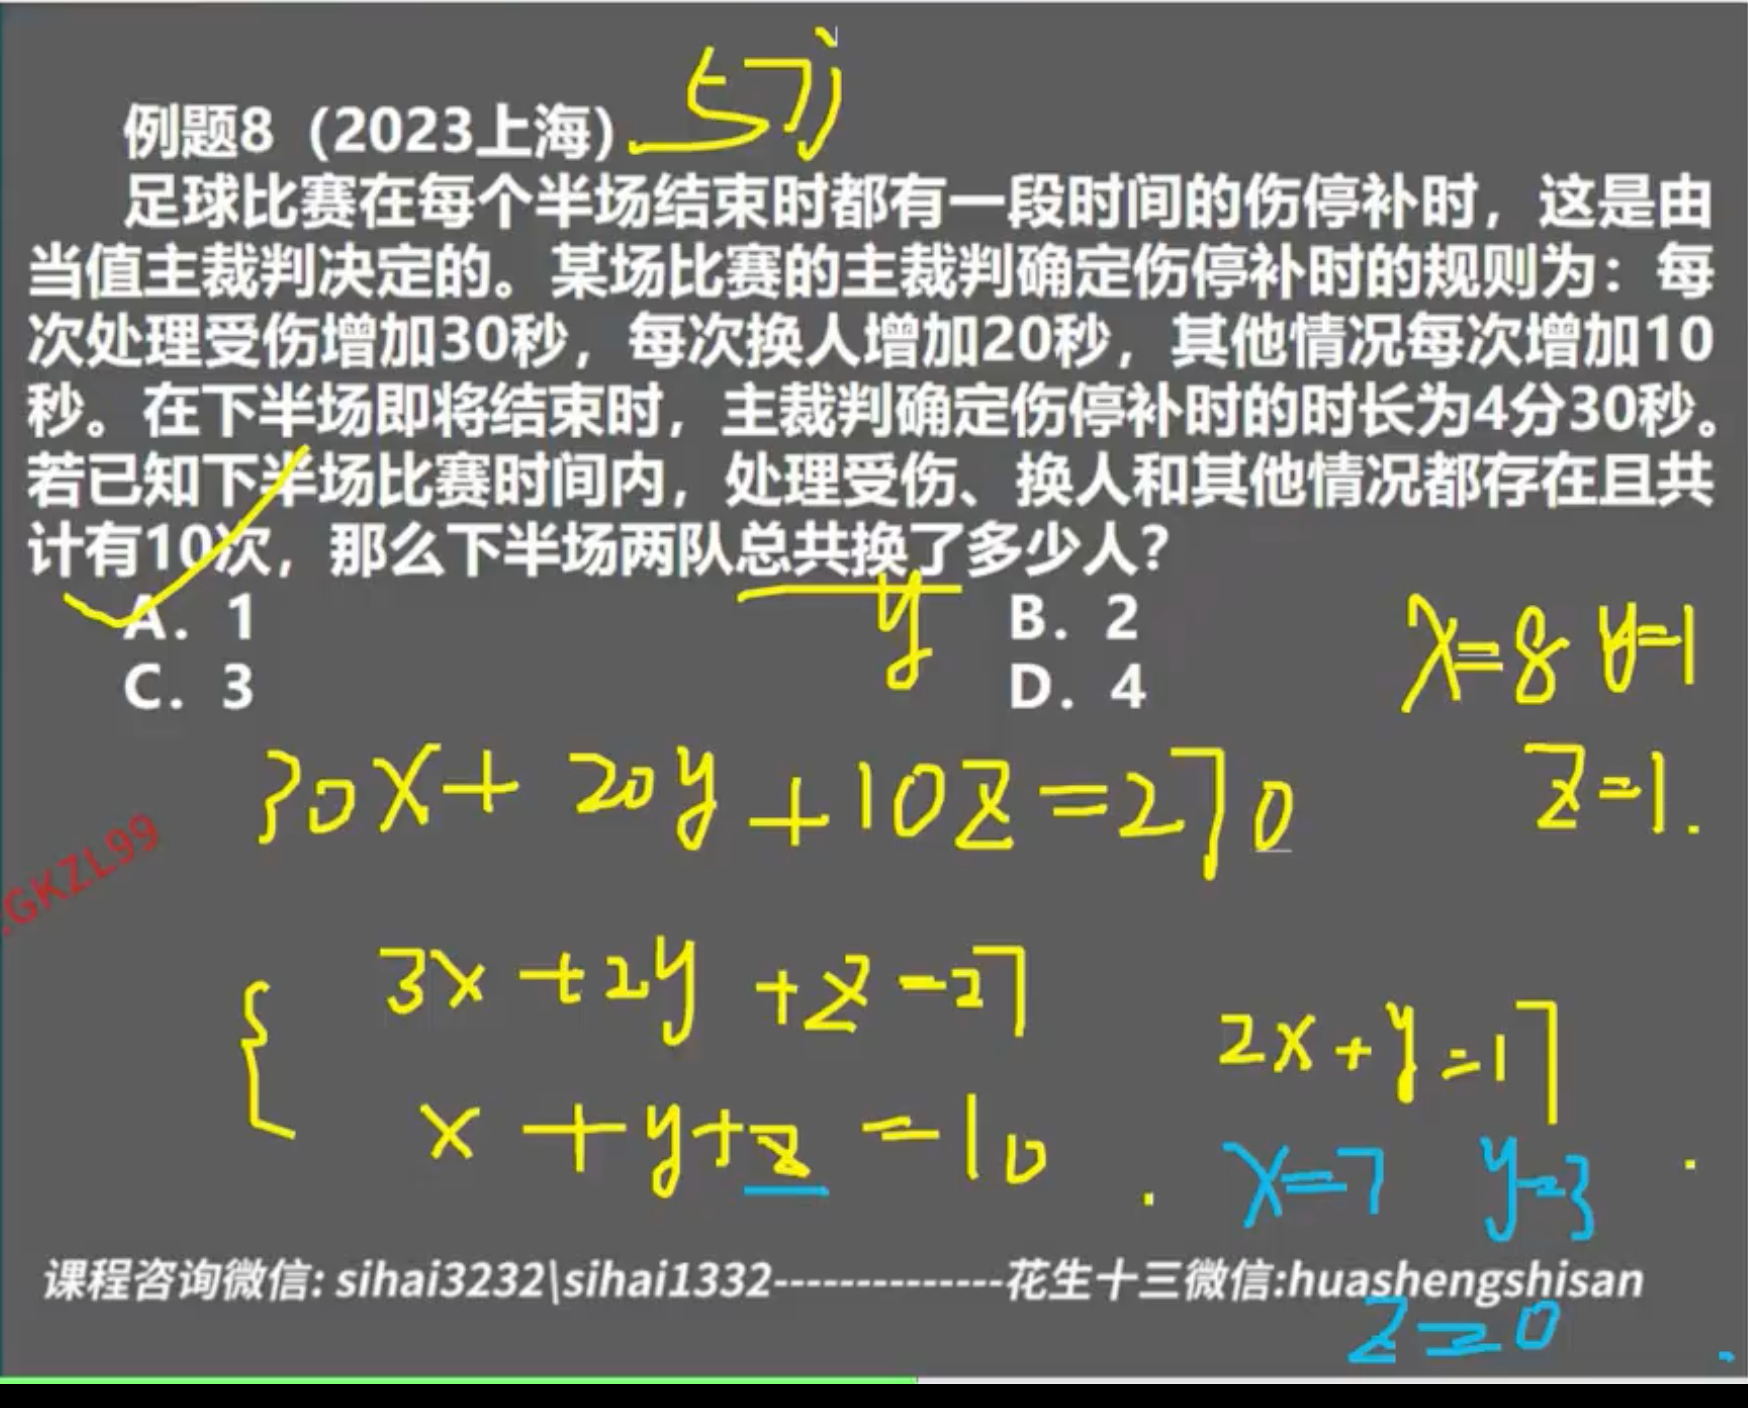 57
例题8（2023上海）
足球比赛在每个半场结束时都有一段时间的伤停补时，这是由
当值主裁判决定的。某场比赛的主裁判确定伤停补时的规则为：每
次处理受伤增加30秒，每次换人增加20秒，其他情况每次增加10
秒。在下半场即将结束时，主裁判确定伤停补时的时长为4分30秒。
若已知下半场比赛时间内，处理受伤、换人和其他情况都存在且共
计有10次，那么下半场两队总共换了多少人？
A. 1
B. 2
C. 3
D. 4
y
x=8 y=1
z=1.
30x+20y+10z=270
.GKZL99
3x+2y+z=27
2x+y=17
x+y+z=10
x=7 y=3
课程咨询微信: sihai3232\sihai1332--------------花生十三微信:huashengshisan
z=0